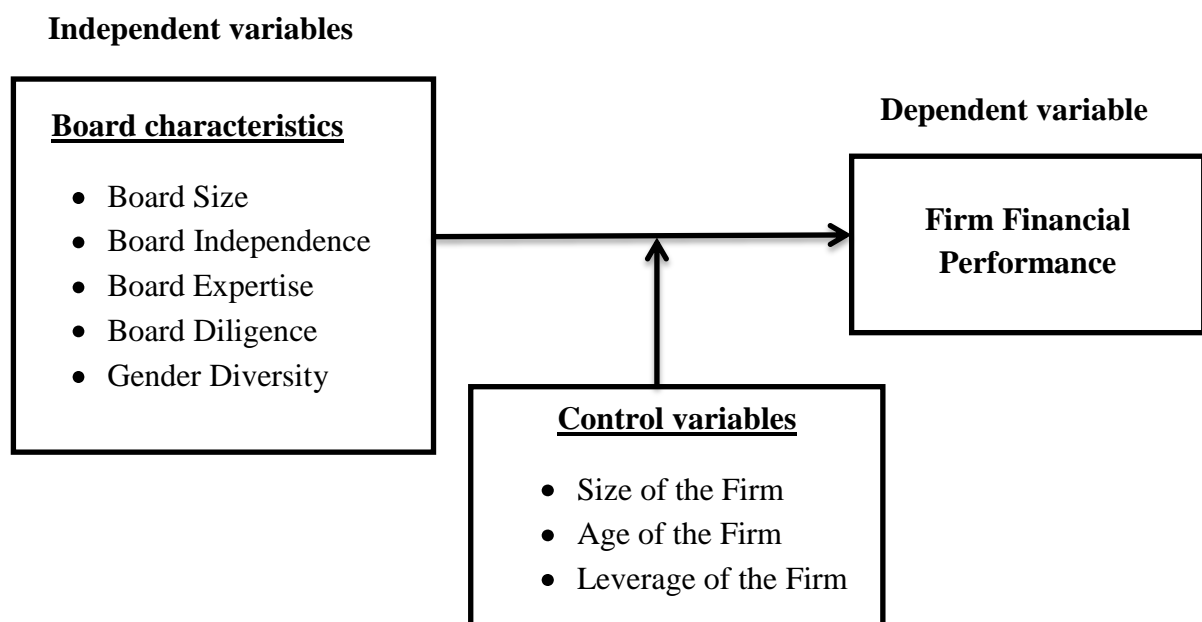 Independent variables
Board characteristics
• Board Size
• Board Independence
• Board Expertise
• Board Diligence
• Gender Diversity
Dependent variable
Firm Financial
Performance
Control variables
• Size of the Firm
• Age of the Firm
• Leverage of the Firm